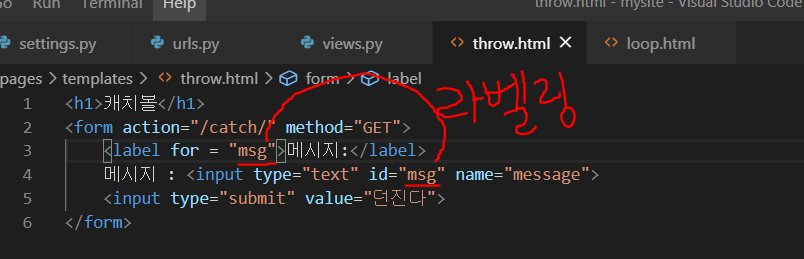 Go Run Terminal Help throw.html - mysite - Visual Studio Code
settings.py urls.py views.py throw.html loop.html
pages > templates > throw.html > form > label
1 <h1>캐치볼</h1>
2 <form action="/catch/" method="GET">
3 <label for = "msg">메시지:</label>
4 메시지 : <input type="text" id="msg" name="message">
5 <input type="submit" value="던진다">
6 </form>
라벨링